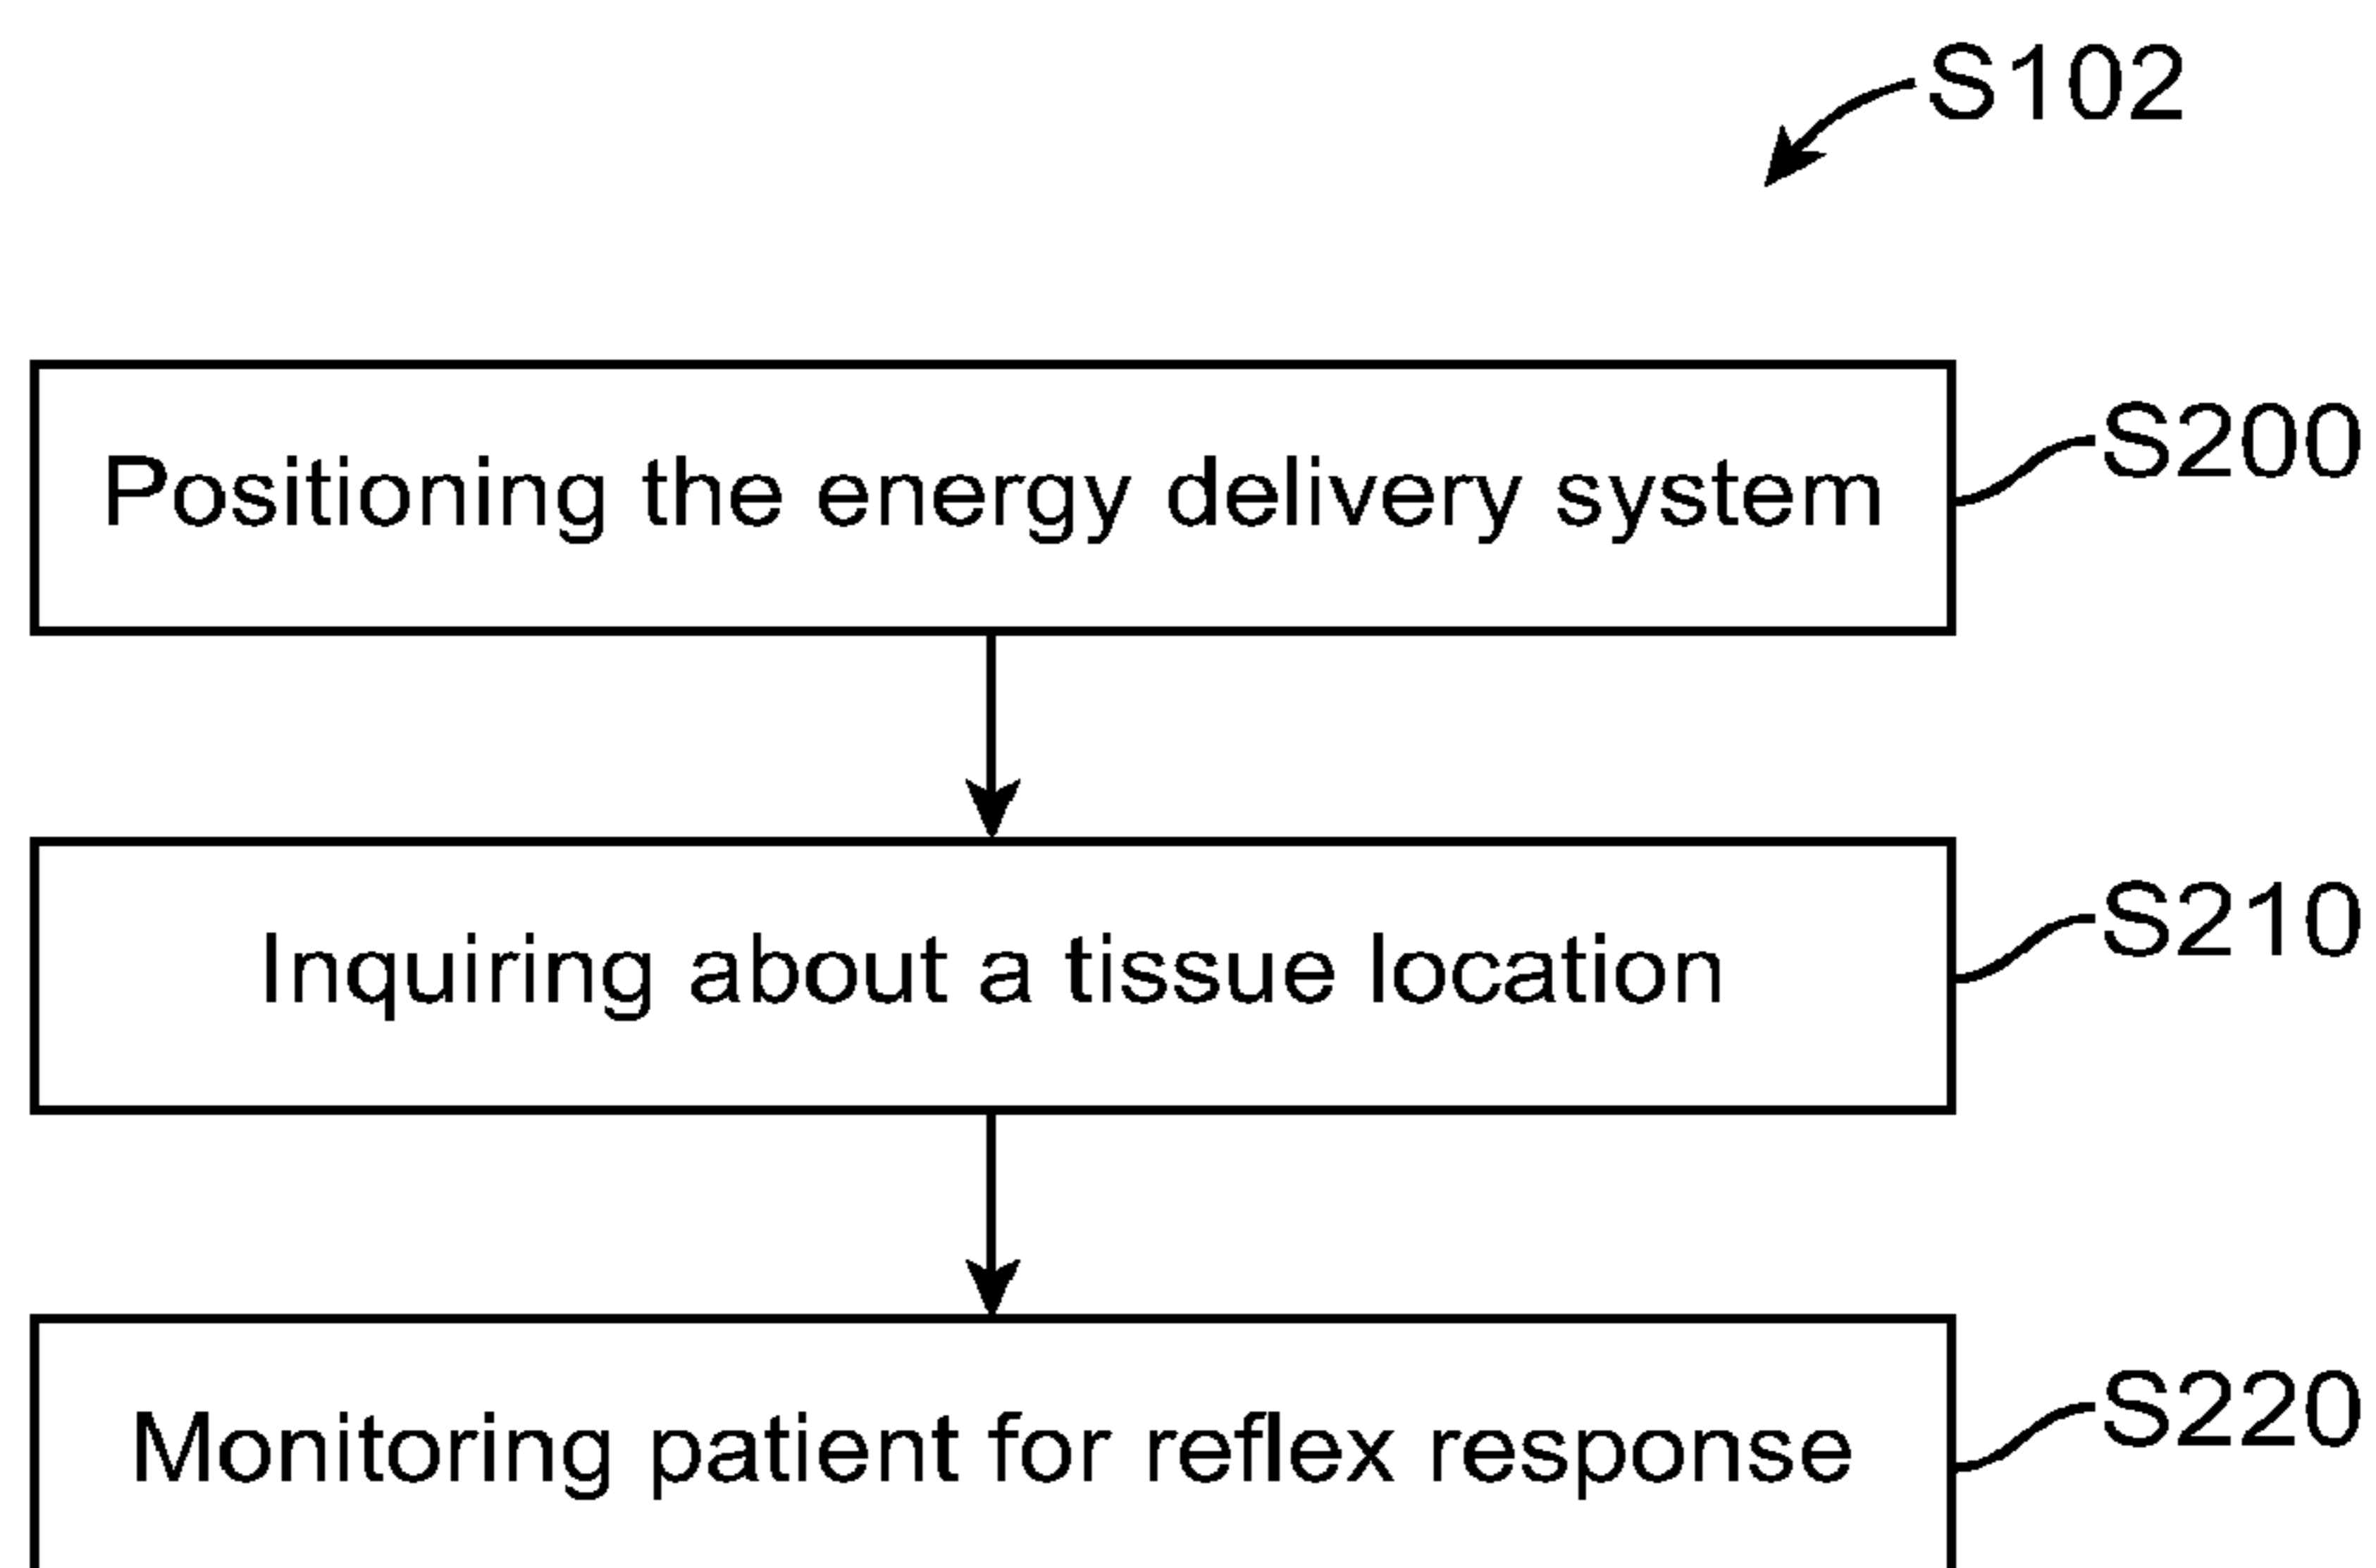 S102
Positioning the energy delivery system
S200
Inquiring about a tissue location
S210
Monitoring patient for reflex response
S220